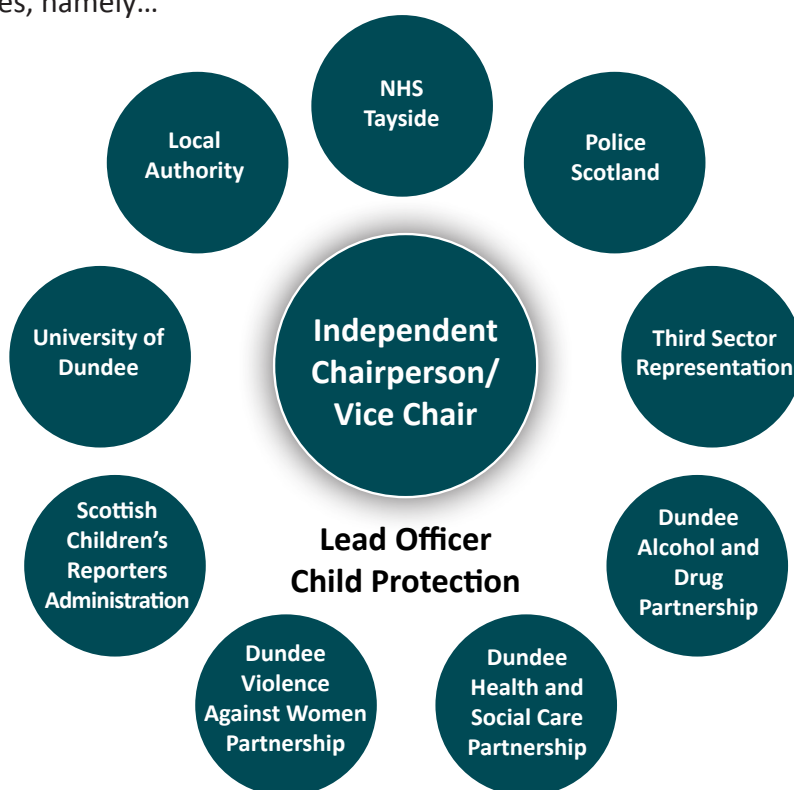 es, namely…
NHS
Tayside
Local
Authority
Police
Scotland
University of
Dundee
Independent
Chairperson/
Vice Chair
Third Sector
Representation
Scottish
Children’s
Reporters
Administration
Lead Officer
Child Protection
Dundee
Alcohol and
Drug
Partnership
Dundee
Violence
Against Women
Partnership
Dundee
Health and
Social Care
Partnership